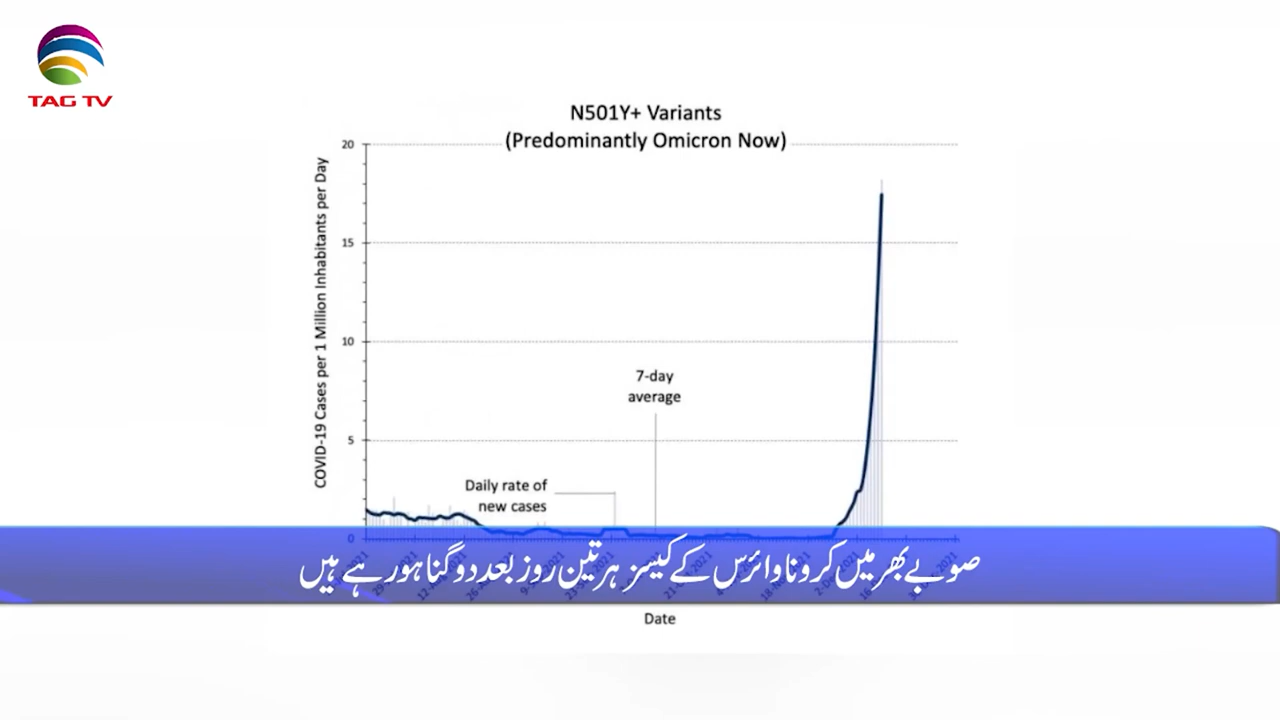 TAG TV
N501Y+ Variants
(Predominantly Omicron Now)
COVID-19 Cases per 1 Million Inhabitants per Day
20
15
10
5
0
7-day
average
Daily rate of
new cases
صوبے بھر میں کرونا وائرس کے کیسز ہر تین روز بعد دو گنا ہو رہے ہیں
Date